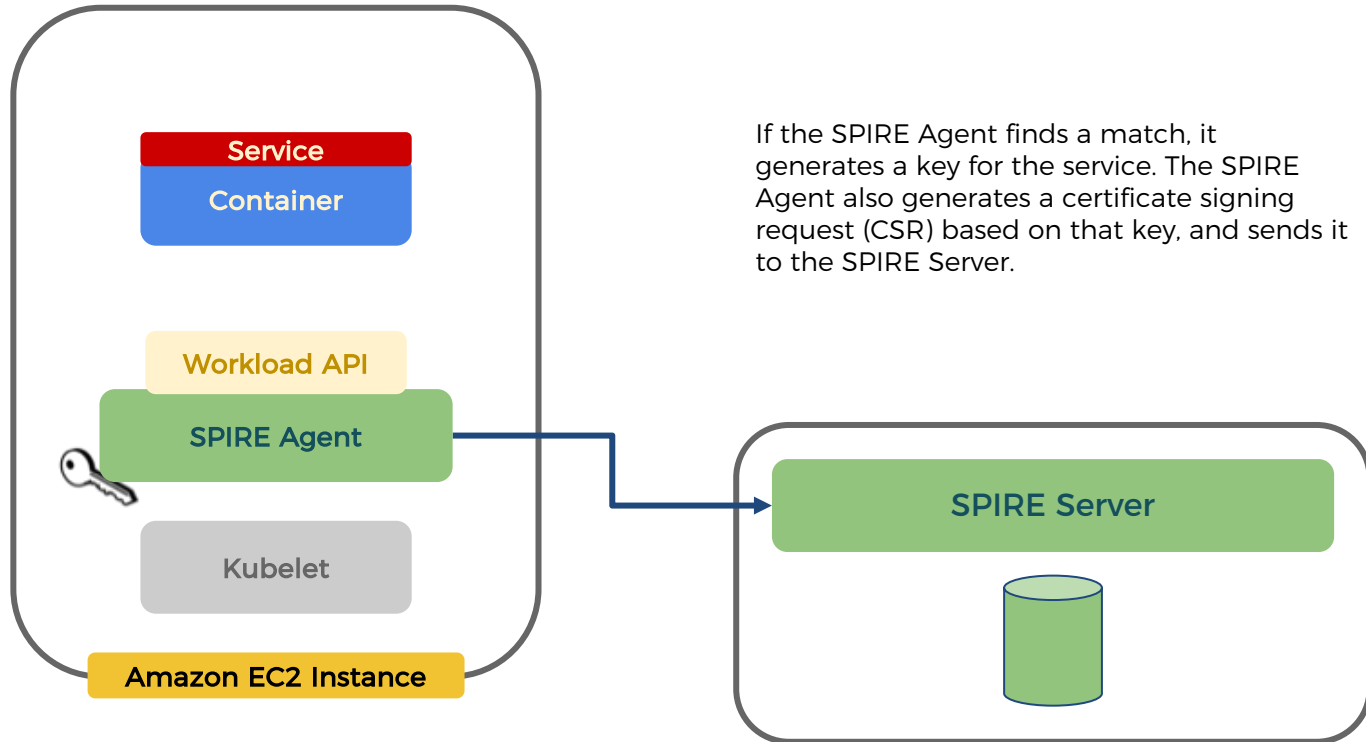 Service
Container
If the SPIRE Agent finds a match, it
generates a key for the service. The SPIRE
Agent also generates a certificate signing
request (CSR) based on that key, and sends it
to the SPIRE Server.
Workload API
SPIRE Agent
SPIRE Server
Kubelet
Amazon EC2 Instance